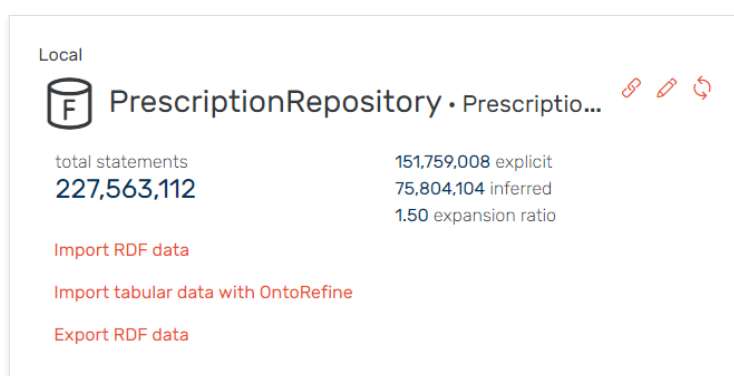 Local
F PrescriptionRepository · Prescriptio...
total statements
227,563,112
151,759,008 explicit
75,804,104 inferred
1.50 expansion ratio
Import RDF data
Import tabular data with OntoRefine
Export RDF data